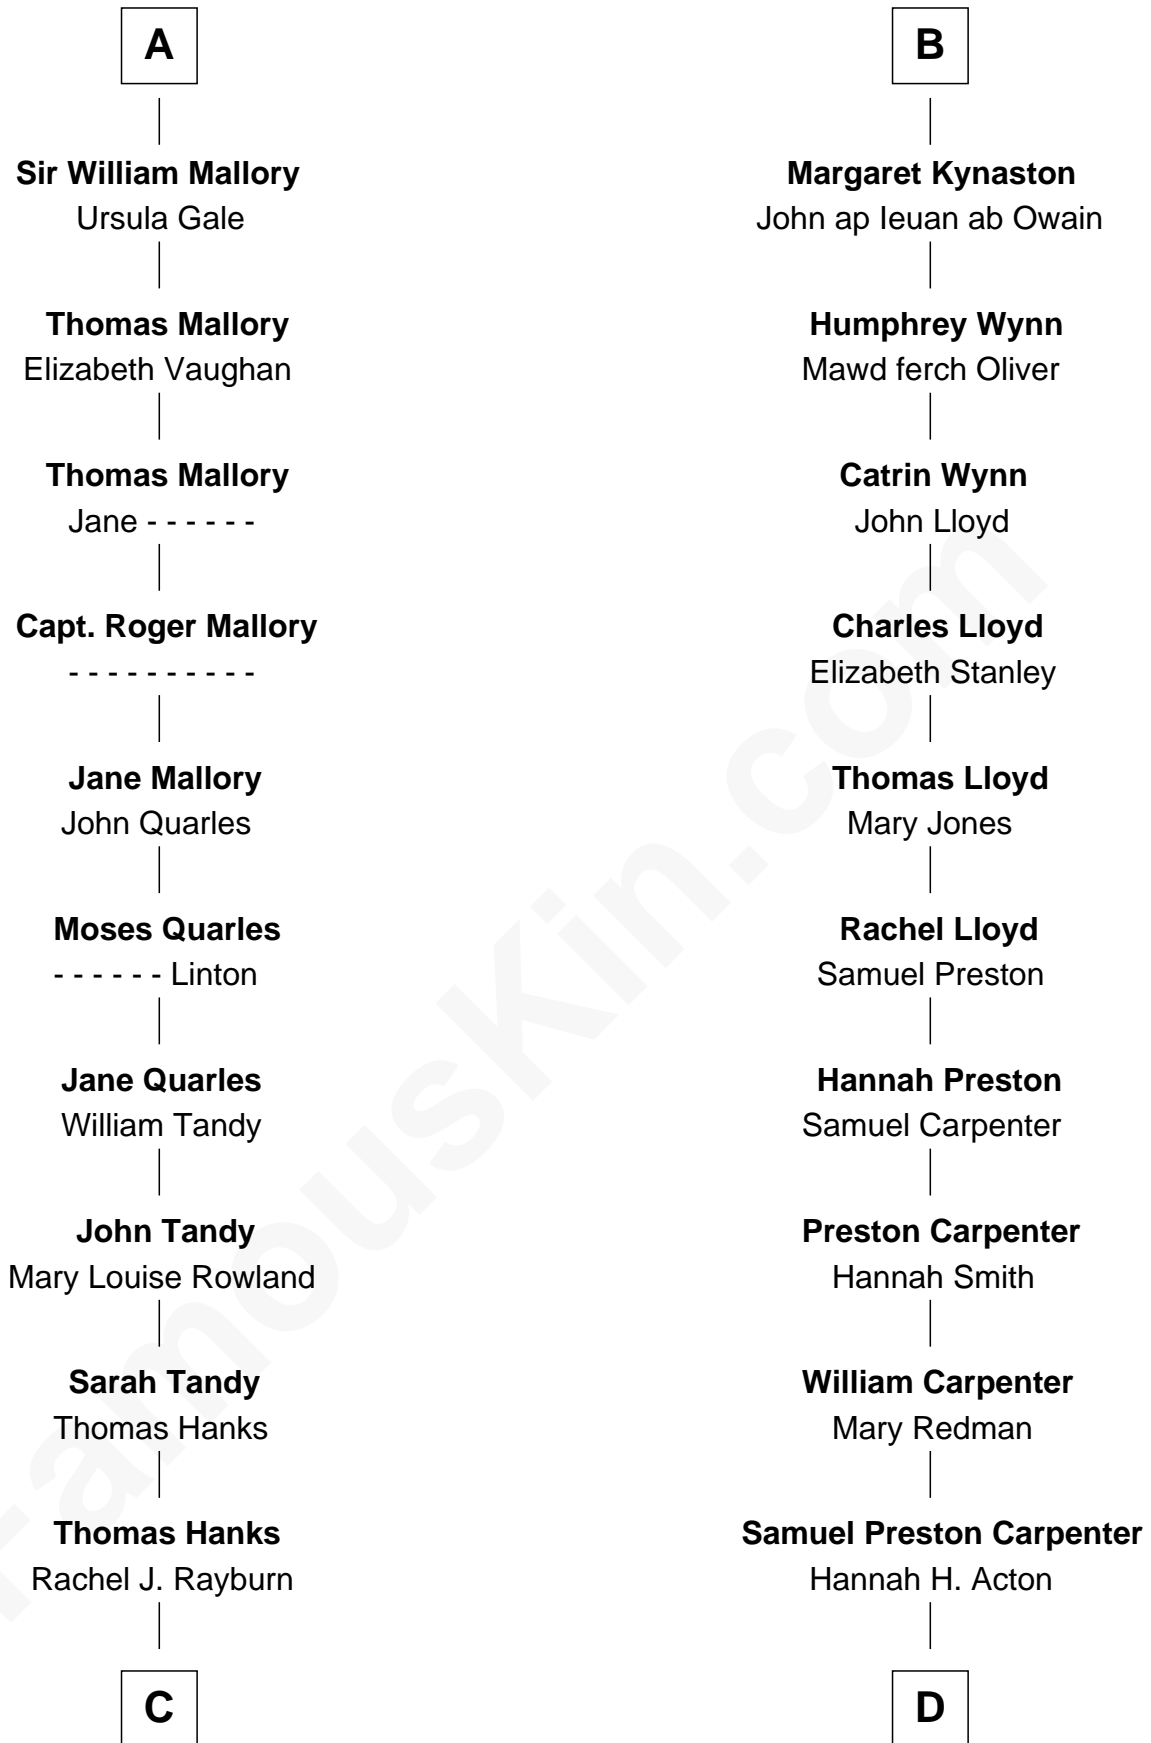 A
Sir William Mallory
Ursula Gale
Thomas Mallory
Elizabeth Vaughan
Thomas Mallory
Jane - - - - - -
Capt. Roger Mallory
- - - - - - - - - -
Jane Mallory
John Quarles
Moses Quarles
- - - - - - Linton
Jane Quarles
William Tandy
John Tandy
Mary Louise Rowland
Sarah Tandy
Thomas Hanks
Thomas Hanks
Rachel J. Rayburn
C
B
Margaret Kynaston
John ap Ieuan ab Owain
Humphrey Wynn
Mawd ferch Oliver
Catrin Wynn
John Lloyd
Charles Lloyd
Elizabeth Stanley
Thomas Lloyd
Mary Jones
Rachel Lloyd
Samuel Preston
Hannah Preston
Samuel Carpenter
Preston Carpenter
Hannah Smith
William Carpenter
Mary Redman
Samuel Preston Carpenter
Hannah H. Acton
D
FamousKin.com